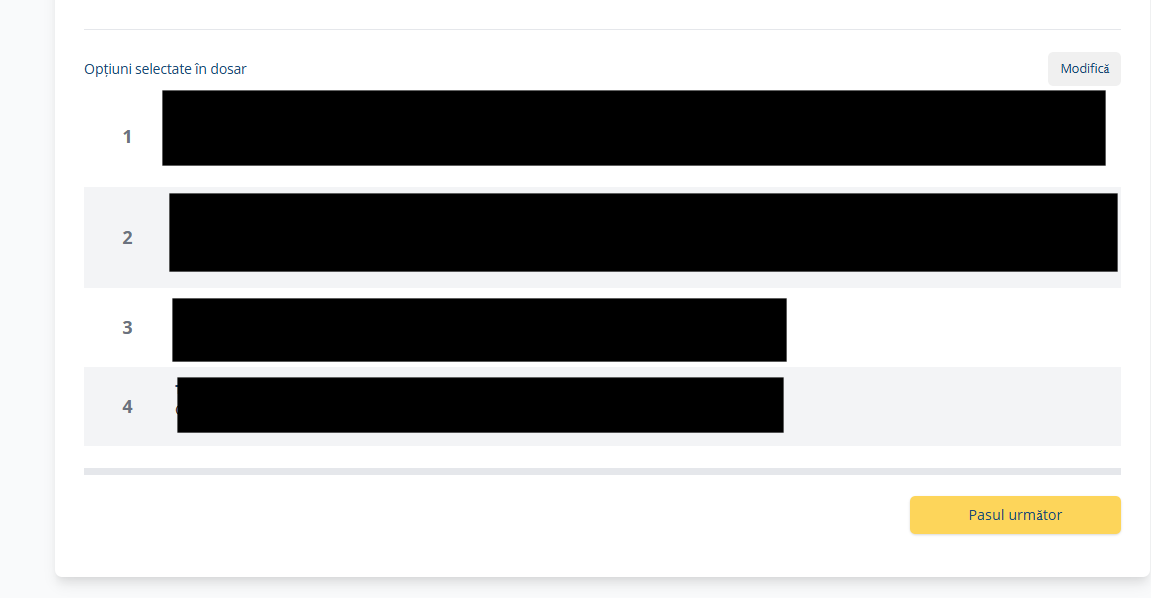 Opțiuni selectate în dosar
Modifică
1
2
3
4
Pasul următor